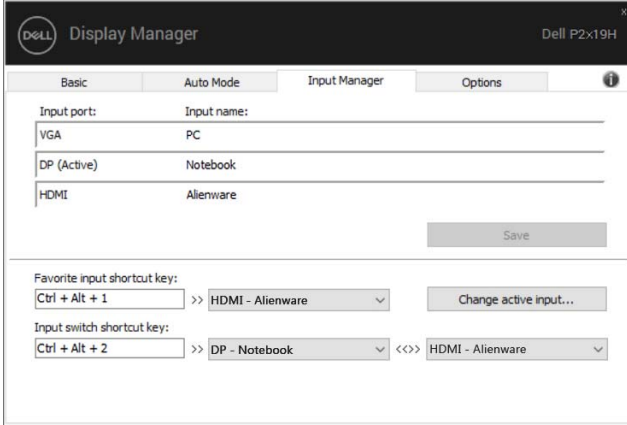 x
DELL Display Manager Dell P2x19H
Basic Auto Mode Input Manager Options i
Input port: Input name:
VGA PC
DP (Active) Notebook
HDMI Alienware
Save
Favorite input shortcut key:
Ctrl + Alt + 1 >> HDMI - Alienware Change active input...
Input switch shortcut key:
Ctrl + Alt + 2 >> DP - Notebook <<>> HDMI - Alienware